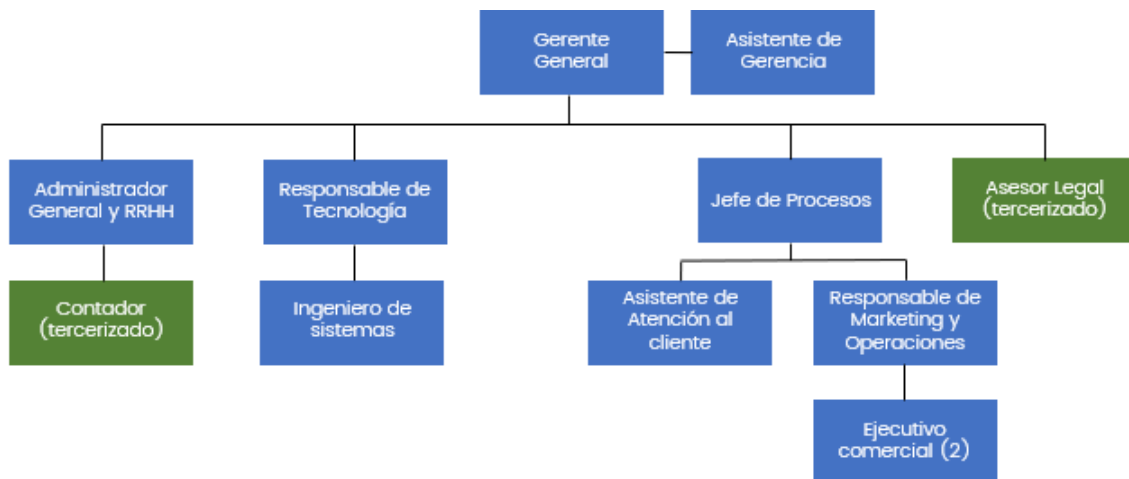 Gerente
General
Asistente de
Gerencia
Administrador
General y RRHH
Responsable de
Tecnología
Jefe de Procesos
Asesor Legal
(tercerizado)
Contador
(tercerizado)
Ingeniero de
sistemas
Asistente de
Atención al
cliente
Responsable de
Marketing y
Operaciones
Ejecutivo
comercial (2)